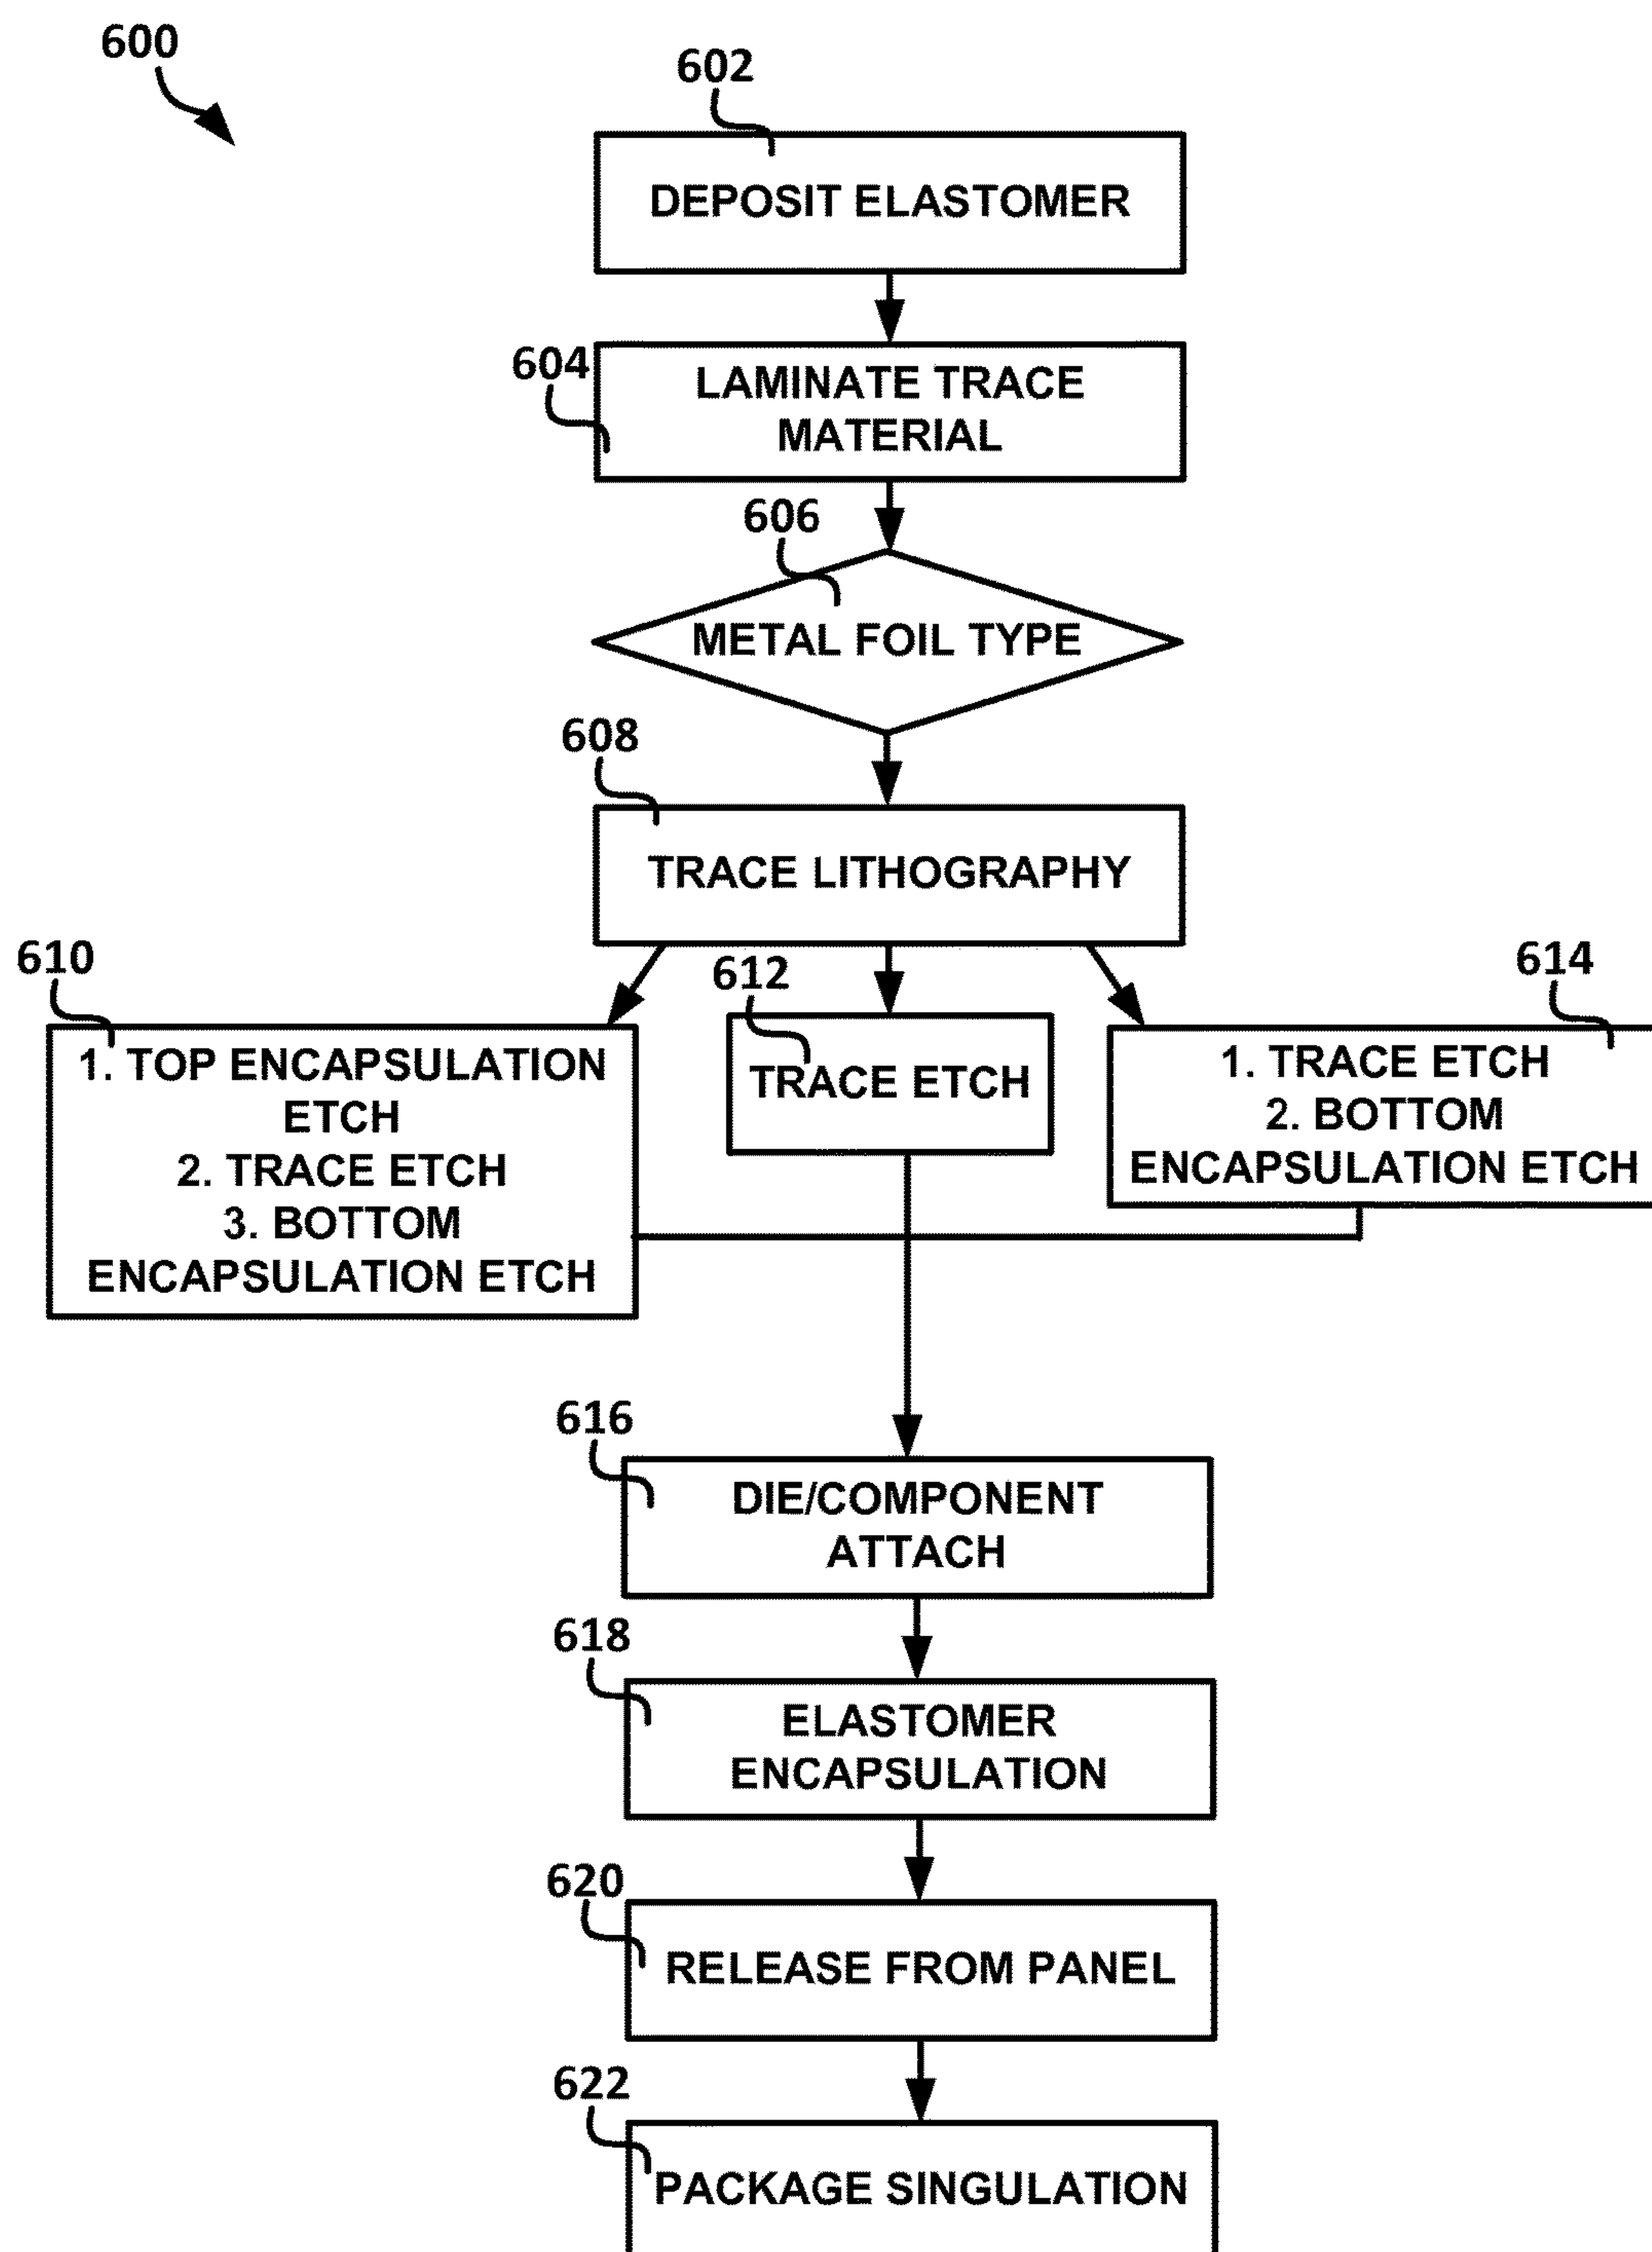 600
602
DEPOSIT ELASTOMER
604
LAMINATE TRACE
MATERIAL
606
METAL FOIL TYPE
608
TRACE LITHOGRAPHY
610
1. TOP ENCAPSULATION
ETCH
2. TRACE ETCH
3. BOTTOM
ENCAPSULATION ETCH
612
TRACE ETCH
614
1. TRACE ETCH
2. BOTTOM
ENCAPSULATION ETCH
616
DIE/COMPONENT
ATTACH
618
ELASTOMER
ENCAPSULATION
620
RELEASE FROM PANEL
622
PACKAGE SINGULATION